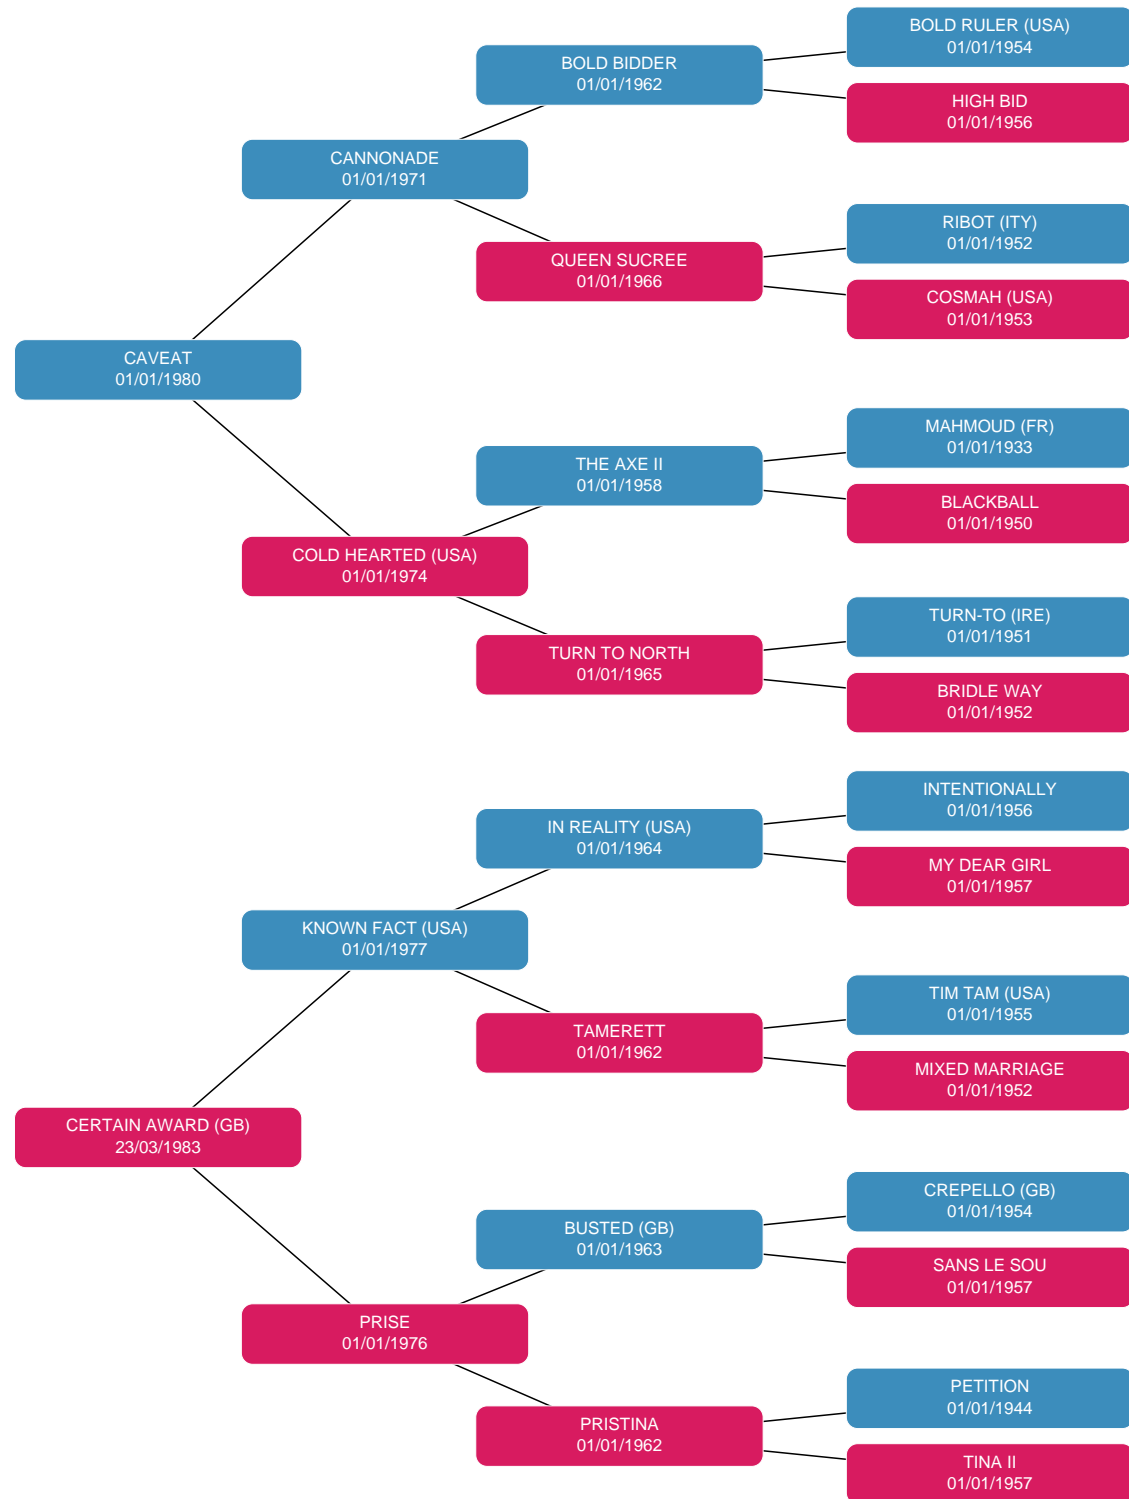 BOLD RULER (USA)
01/01/1954
BOLD BIDDER
01/01/1962
HIGH BID
01/01/1956
CANNONADE
01/01/1971
RIBOT (ITY)
01/01/1952
QUEEN SUCREE
01/01/1966
COSMAH (USA)
01/01/1953
CAVEAT
01/01/1980
MAHMOUD (FR)
01/01/1933
THE AXE II
01/01/1958
BLACKBALL
01/01/1950
COLD HEARTED (USA)
01/01/1974
TURN-TO (IRE)
01/01/1951
TURN TO NORTH
01/01/1965
BRIDLE WAY
01/01/1952
INTENTIONALLY
01/01/1956
IN REALITY (USA)
01/01/1964
MY DEAR GIRL
01/01/1957
KNOWN FACT (USA)
01/01/1977
TIM TAM (USA)
01/01/1955
TAMERETT
01/01/1962
MIXED MARRIAGE
01/01/1952
CERTAIN AWARD (GB)
23/03/1983
CREPELLO (GB)
01/01/1954
BUSTED (GB)
01/01/1963
SANS LE SOU
01/01/1957
PRISE
01/01/1976
PETITION
01/01/1944
PRISTINA
01/01/1962
TINA II
01/01/1957